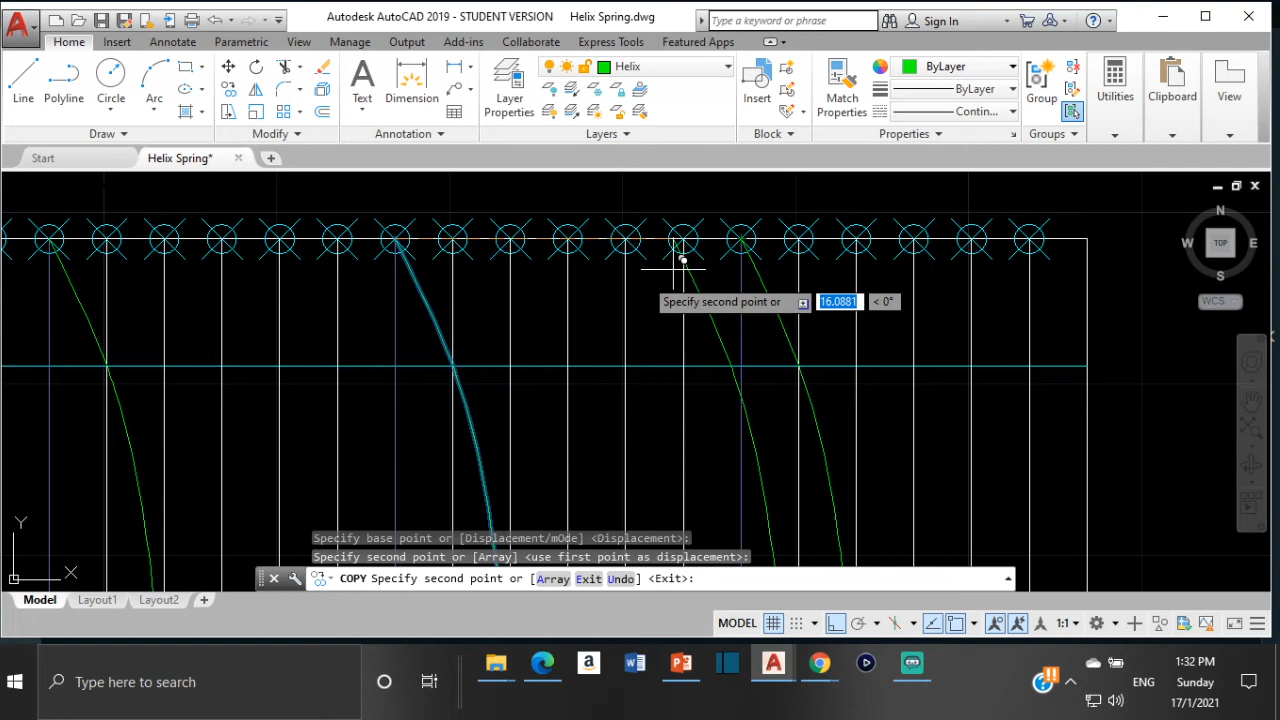 Autodesk AutoCAD 2019 - STUDENT VERSION Helix Spring.dwg
Type a keyword or phrase
Sign In
Home Insert Annotate Parametric View Manage Output Add-ins Collaborate Express Tools Featured Apps
Line Polyline Circle Arc Text Dimension Layer Properties Helix Insert Match Properties ByLayer ByLayer Contin... Group Utilities Clipboard View
Draw Modify Annotation Layers Block Properties Groups
Start Helix Spring*
N
W TOP E
S
WCS
Specify second point or 16.0881 < 0°
Y
X
Specify base point or [Displacement/mOde] <Displacement>:
Specify second point or [Array] <use first point as displacement>:
COPY Specify second point or [Array Exit Undo] <Exit>:
Model Layout1 Layout2 +
MODEL 1:1
Type here to search
ENG
1:32 PM
Sunday
17/1/2021